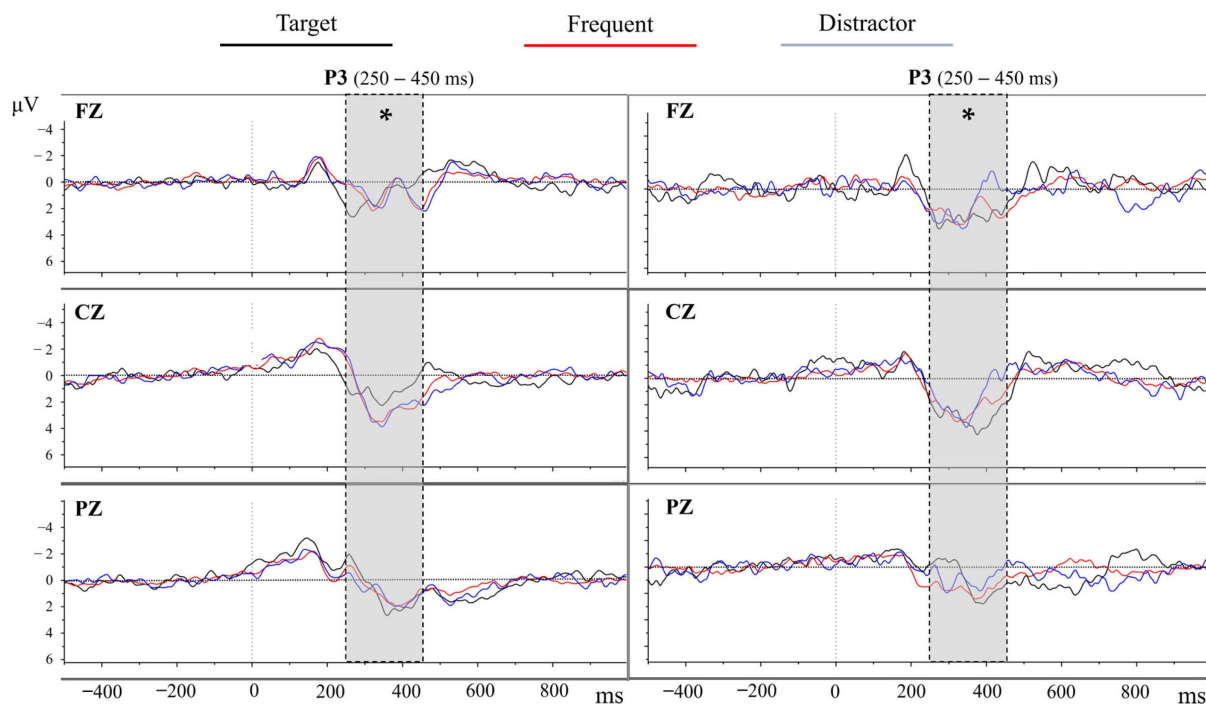 Target Frequent Distractor
P3 (250 – 450 ms) P3 (250 – 450 ms)
µV
FZ * FZ *
−4
−2
0
2
4
6
CZ CZ
−4
−2
0
2
4
6
PZ PZ
−4
−2
0
2
4
6
−400 −200 0 200 400 600 800 ms −400 −200 0 200 400 600 800 ms